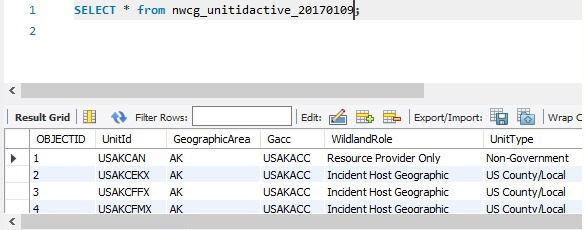 1 SELECT * from nwcg_unitidactive_20170109;
2
Result Grid Filter Rows: Edit: Export/Import: Wrap C
OBJECTID UnitId GeographicArea Gacc WildlandRole UnitType
1 USAKCAN AK USAKACC Resource Provider Only Non-Government
2 USAKCEKX AK USAKACC Incident Host Geographic US County/Local
3 USAKCFFX AK USAKACC Incident Host Geographic US County/Local
4 USAKCFMX AK USAKACC Incident Host Geographic US County/Local